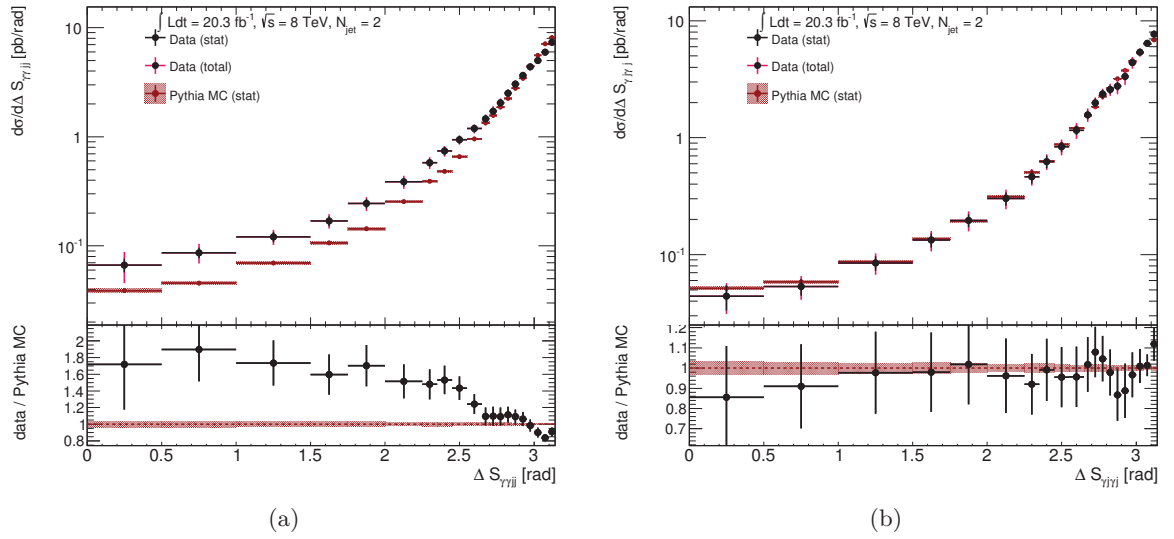 ∫ Ldt = 20.3 fb⁻¹, √s = 8 TeV, N_jet = 2
Data (stat)
Data (total)
Pythia MC (stat)
dσ/dΔ S_γγ jj [pb/rad]
10
1
10⁻¹
data / Pythia MC
2
1.8
1.6
1.4
1.2
1
0.8
0 0.5 1 1.5 2 2.5 3
Δ S_γγjj [rad]
(a)
∫ Ldt = 20.3 fb⁻¹, √s = 8 TeV, N_jet = 2
Data (stat)
Data (total)
Pythia MC (stat)
dσ/dΔ S_γ jγ j [pb/rad]
10
1
10⁻¹
data / Pythia MC
1.2
1.1
1
0.9
0.8
0.7
0 0.5 1 1.5 2 2.5 3
Δ S_γjγj [rad]
(b)